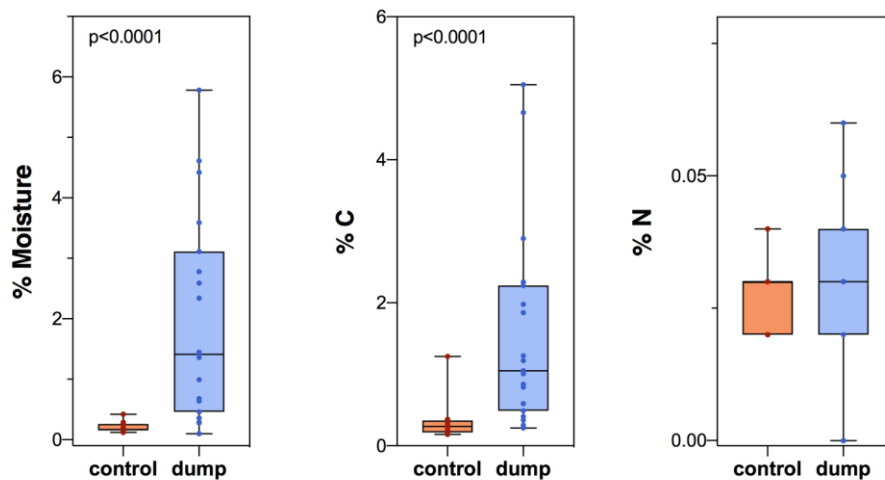 p<0.0001
% Moisture
6
4
2
0
control dump
p<0.0001
% C
6
4
2
0
control dump
% N
0.05
0.00
control dump